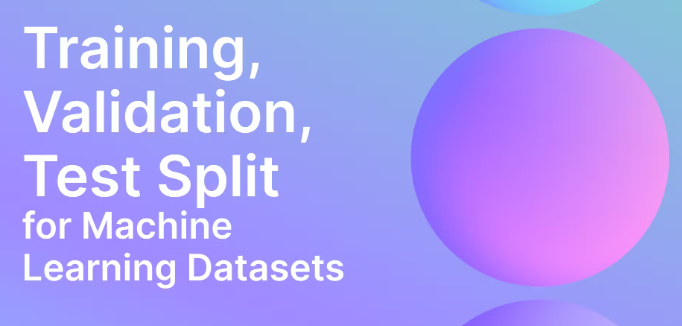 Training,
Validation,
Test Split
for Machine
Learning Datasets